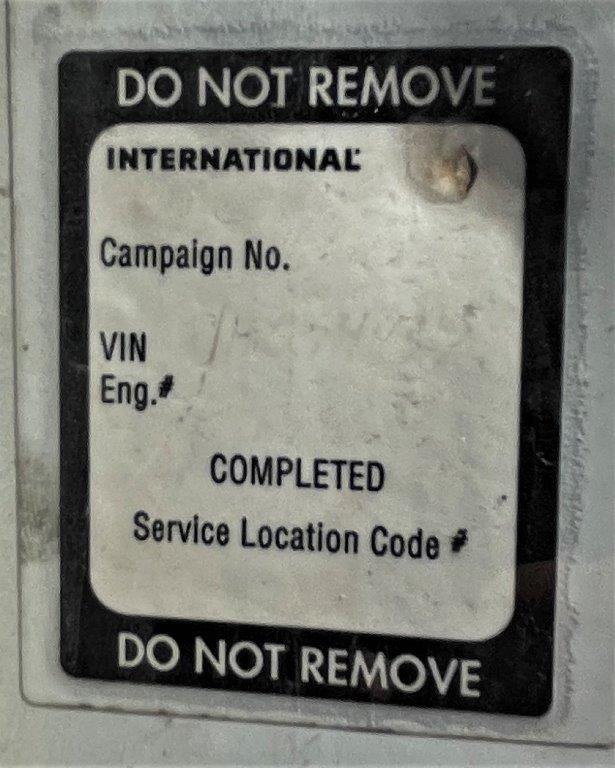 DO NOT REMOVE
INTERNATIONAL
Campaign No.
VIN
Eng.#
COMPLETED
Service Location Code #
DO NOT REMOVE